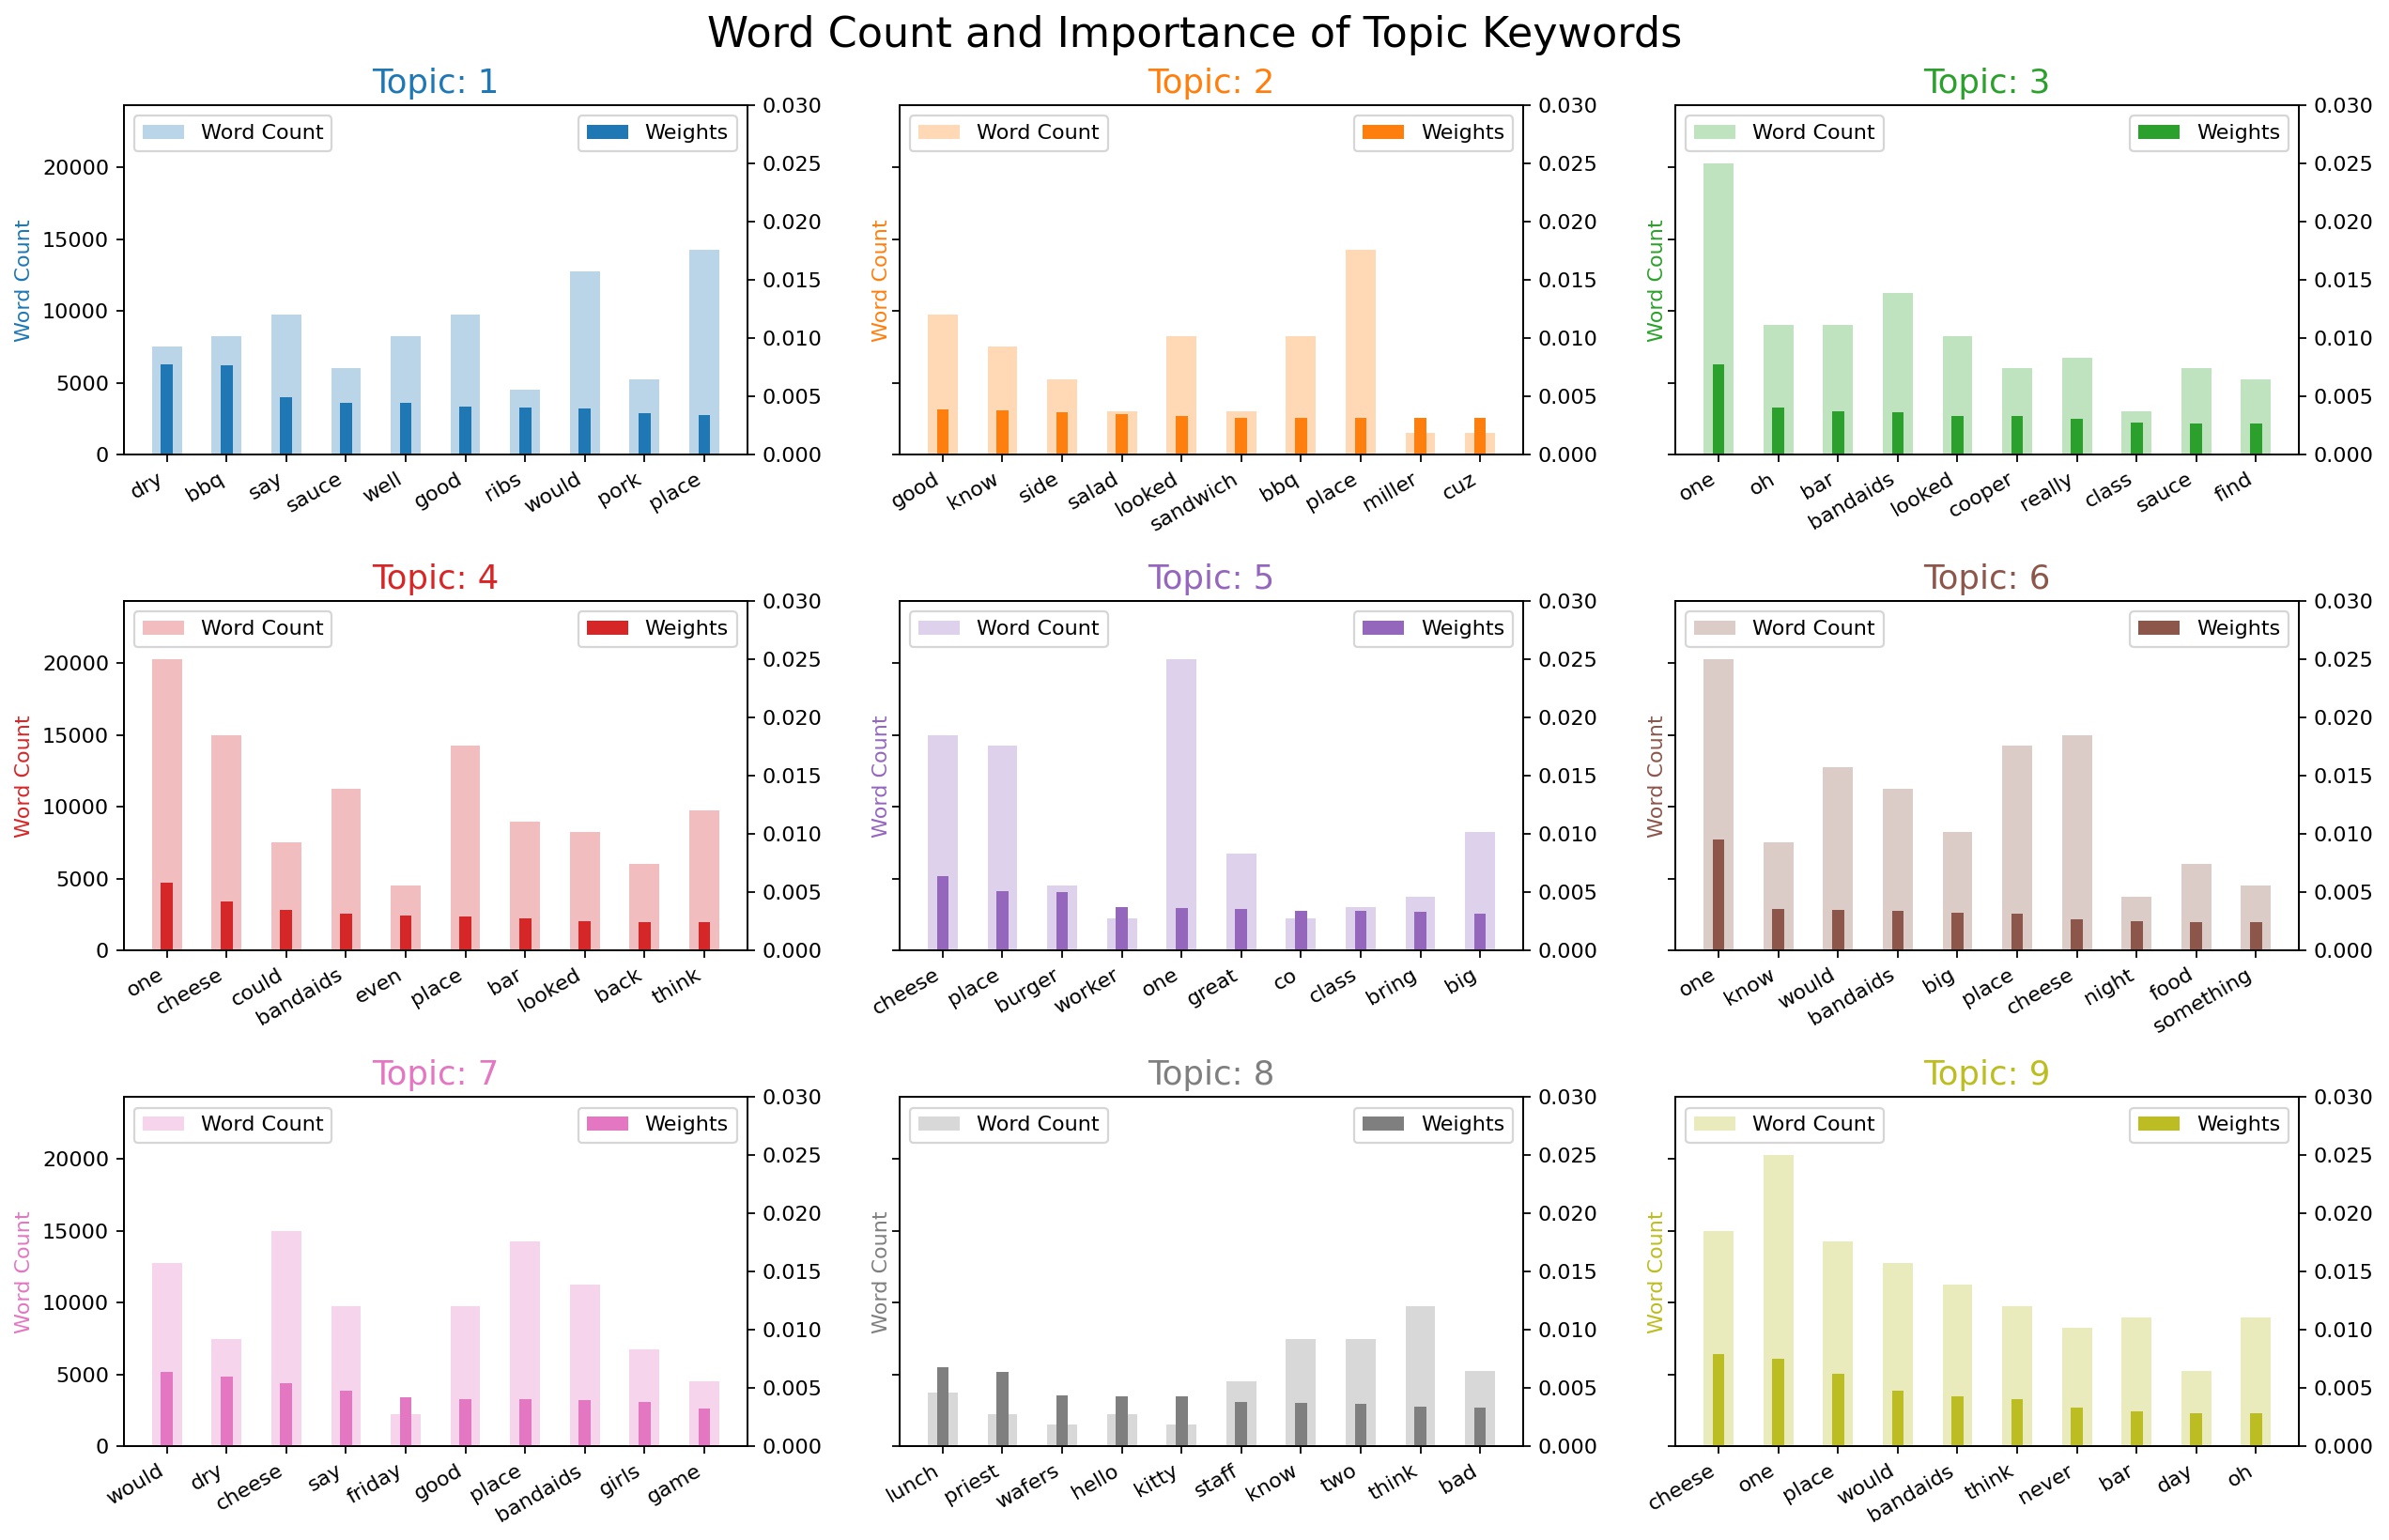 Word Count and Importance of Topic Keywords
Topic: 1
Word Count
Weights
Word Count
20000
15000
10000
5000
0
0.030
0.025
0.020
0.015
0.010
0.005
0.000
dry bbq say sauce well good ribs would pork place
Topic: 2
Word Count
Weights
Word Count
0.030
0.025
0.020
0.015
0.010
0.005
0.000
good know side salad looked sandwich bbq place miller cuz
Topic: 3
Word Count
Weights
Word Count
0.030
0.025
0.020
0.015
0.010
0.005
0.000
one oh bar bandaids looked cooper really class sauce find
Topic: 4
Word Count
Weights
Word Count
20000
15000
10000
5000
0
0.030
0.025
0.020
0.015
0.010
0.005
0.000
one cheese could bandaids even place bar looked back think
Topic: 5
Word Count
Weights
Word Count
0.030
0.025
0.020
0.015
0.010
0.005
0.000
cheese place burger worker one great co class bring big
Topic: 6
Word Count
Weights
Word Count
0.030
0.025
0.020
0.015
0.010
0.005
0.000
one know would bandaids big place cheese night food something
Topic: 7
Word Count
Weights
Word Count
20000
15000
10000
5000
0
0.030
0.025
0.020
0.015
0.010
0.005
0.000
would dry cheese say friday good place bandaids girls game
Topic: 8
Word Count
Weights
Word Count
0.030
0.025
0.020
0.015
0.010
0.005
0.000
lunch priest wafers hello kitty staff know two think bad
Topic: 9
Word Count
Weights
Word Count
0.030
0.025
0.020
0.015
0.010
0.005
0.000
cheese one place would bandaids think never bar day oh